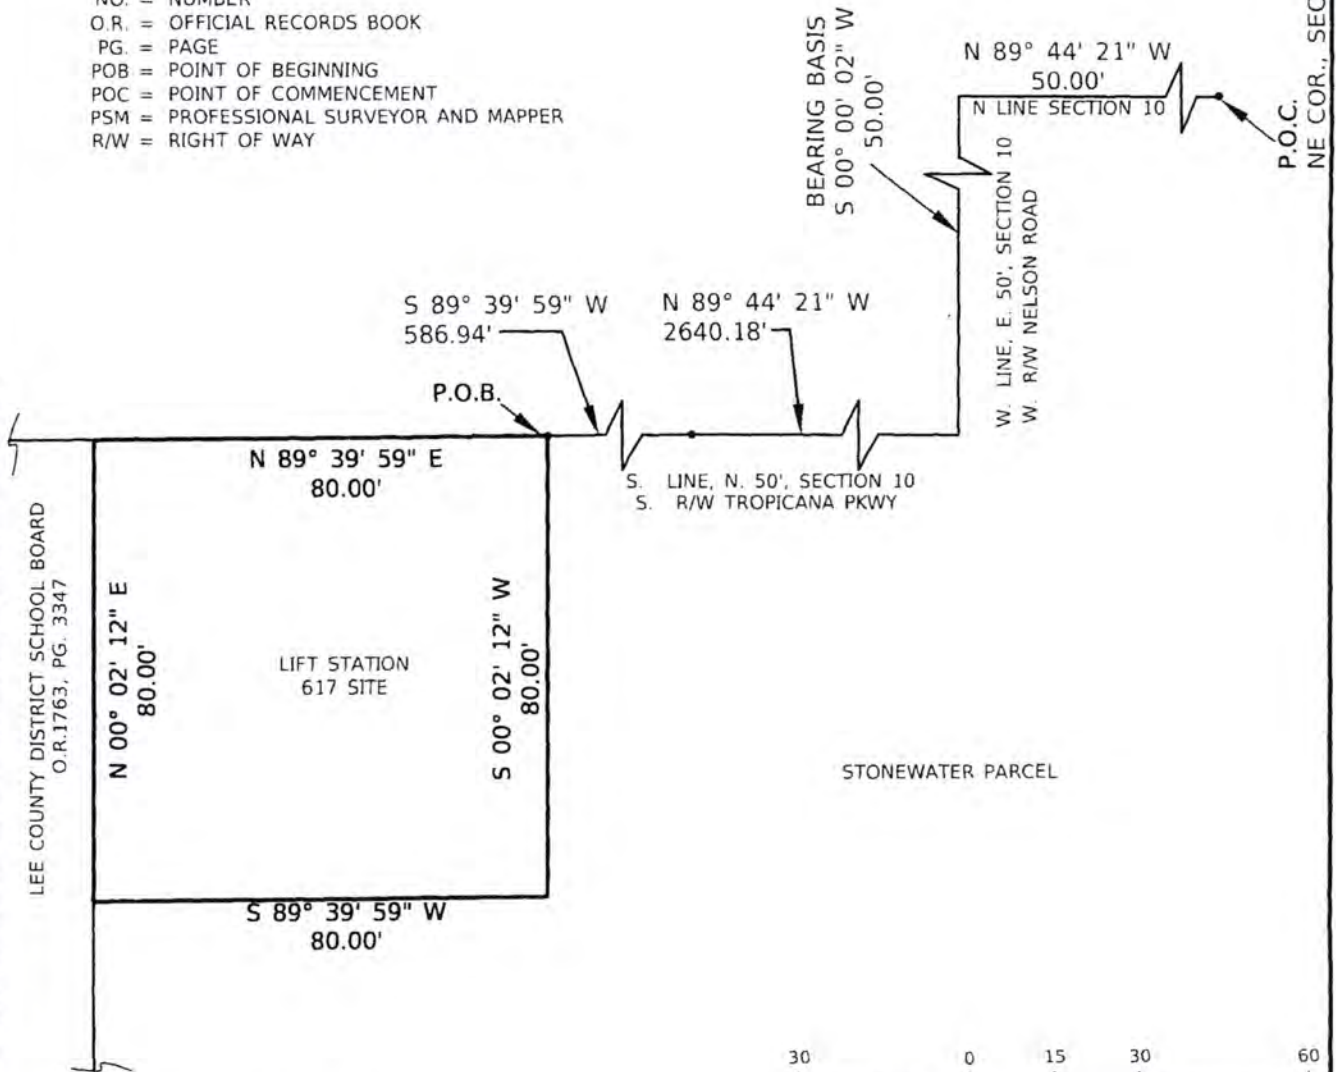 NO. = NUMBER
O.R. = OFFICIAL RECORDS BOOK
PG. = PAGE
POB = POINT OF BEGINNING
POC = POINT OF COMMENCEMENT
PSM = PROFESSIONAL SURVEYOR AND MAPPER
R/W = RIGHT OF WAY
BEARING BASIS
S 00° 00' 02" W
50.00'
N 89° 44' 21" W
50.00'
N LINE SECTION 10
P.O.C.
NE COR., SEC
W. LINE, E. 50', SECTION 10
W. R/W NELSON ROAD
S 89° 39' 59" W
586.94'
N 89° 44' 21" W
2640.18'
P.O.B.
S. LINE, N. 50', SECTION 10
S. R/W TROPICANA PKWY
N 89° 39' 59" E
80.00'
LEE COUNTY DISTRICT SCHOOL BOARD
O.R.1763, PG. 3347
N 00° 02' 12" E
80.00'
LIFT STATION
617 SITE
S 00° 02' 12" W
80.00'
STONEWATER PARCEL
S 89° 39' 59" W
80.00'
30 0 15 30 60